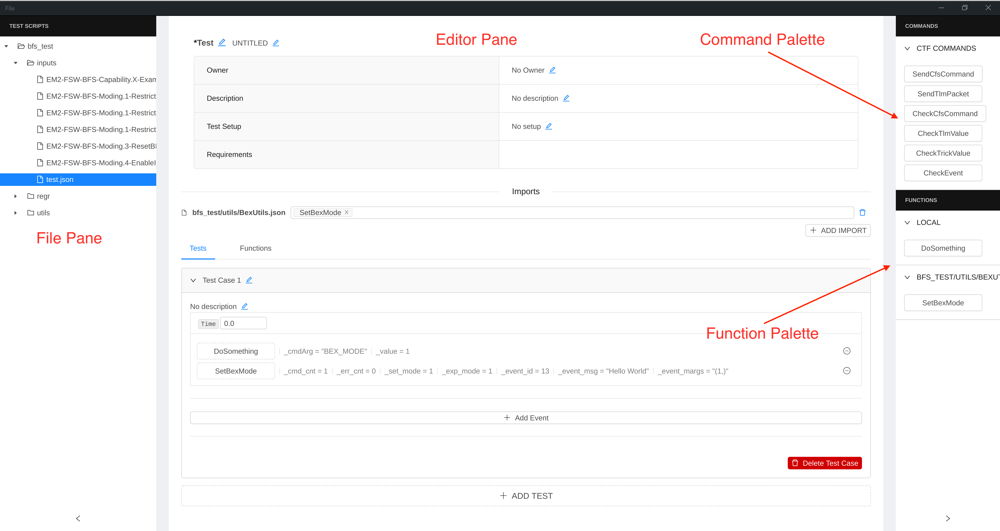 File
TEST SCRIPTS
bfs_test
inputs
EM2-FSW-BFS-Capability.X-Exam
EM2-FSW-BFS-Moding.1-Restrict
EM2-FSW-BFS-Moding.1-Restrict
EM2-FSW-BFS-Moding.1-Restrict
EM2-FSW-BFS-Moding.3-ResetB
EM2-FSW-BFS-Moding.4-EnableI
test.json
regr
utils
File Pane
Editor Pane
*Test UNTITLED
Owner No Owner
Description No description
Test Setup No setup
Requirements
Imports
bfs_test/utils/BexUtils.json SetBexMode
ADD IMPORT
Tests Functions
Test Case 1
No description
Time 0.0
DoSomething _cmdArg = "BEX_MODE" _value = 1
SetBexMode _cmd_cnt = 1 _err_cnt = 0 _set_mode = 1 _exp_mode = 1 _event_id = 13 _event_msg = "Hello World" _event_margs = "(1,)"
Add Event
Delete Test Case
ADD TEST
Command Palette
Function Palette
COMMANDS
CTF COMMANDS
SendCfsCommand
SendTlmPacket
CheckCfsCommand
CheckTlmValue
CheckTrickValue
CheckEvent
FUNCTIONS
LOCAL
DoSomething
BFS_TEST/UTILS/BEXUT
SetBexMode